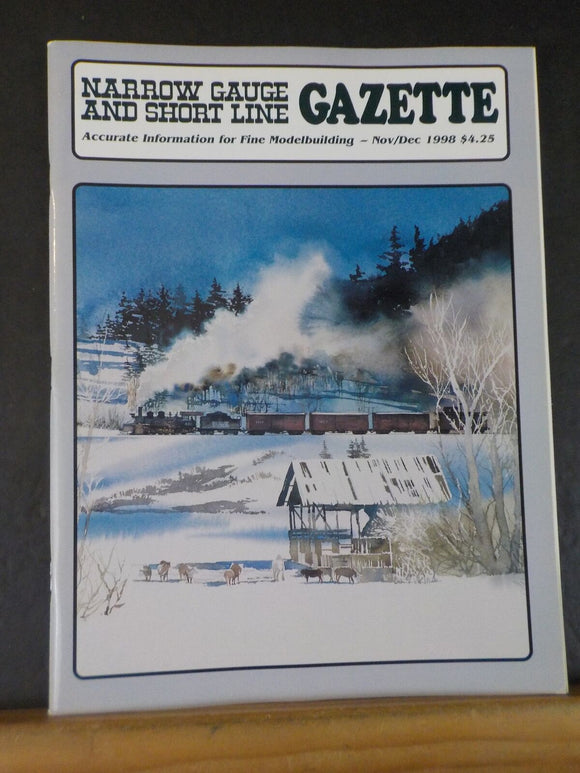 NARROW GAUGE
AND SHORT LINE
GAZETTE
Accurate Information for Fine Modelbuilding – Nov/Dec 1998 $4.25